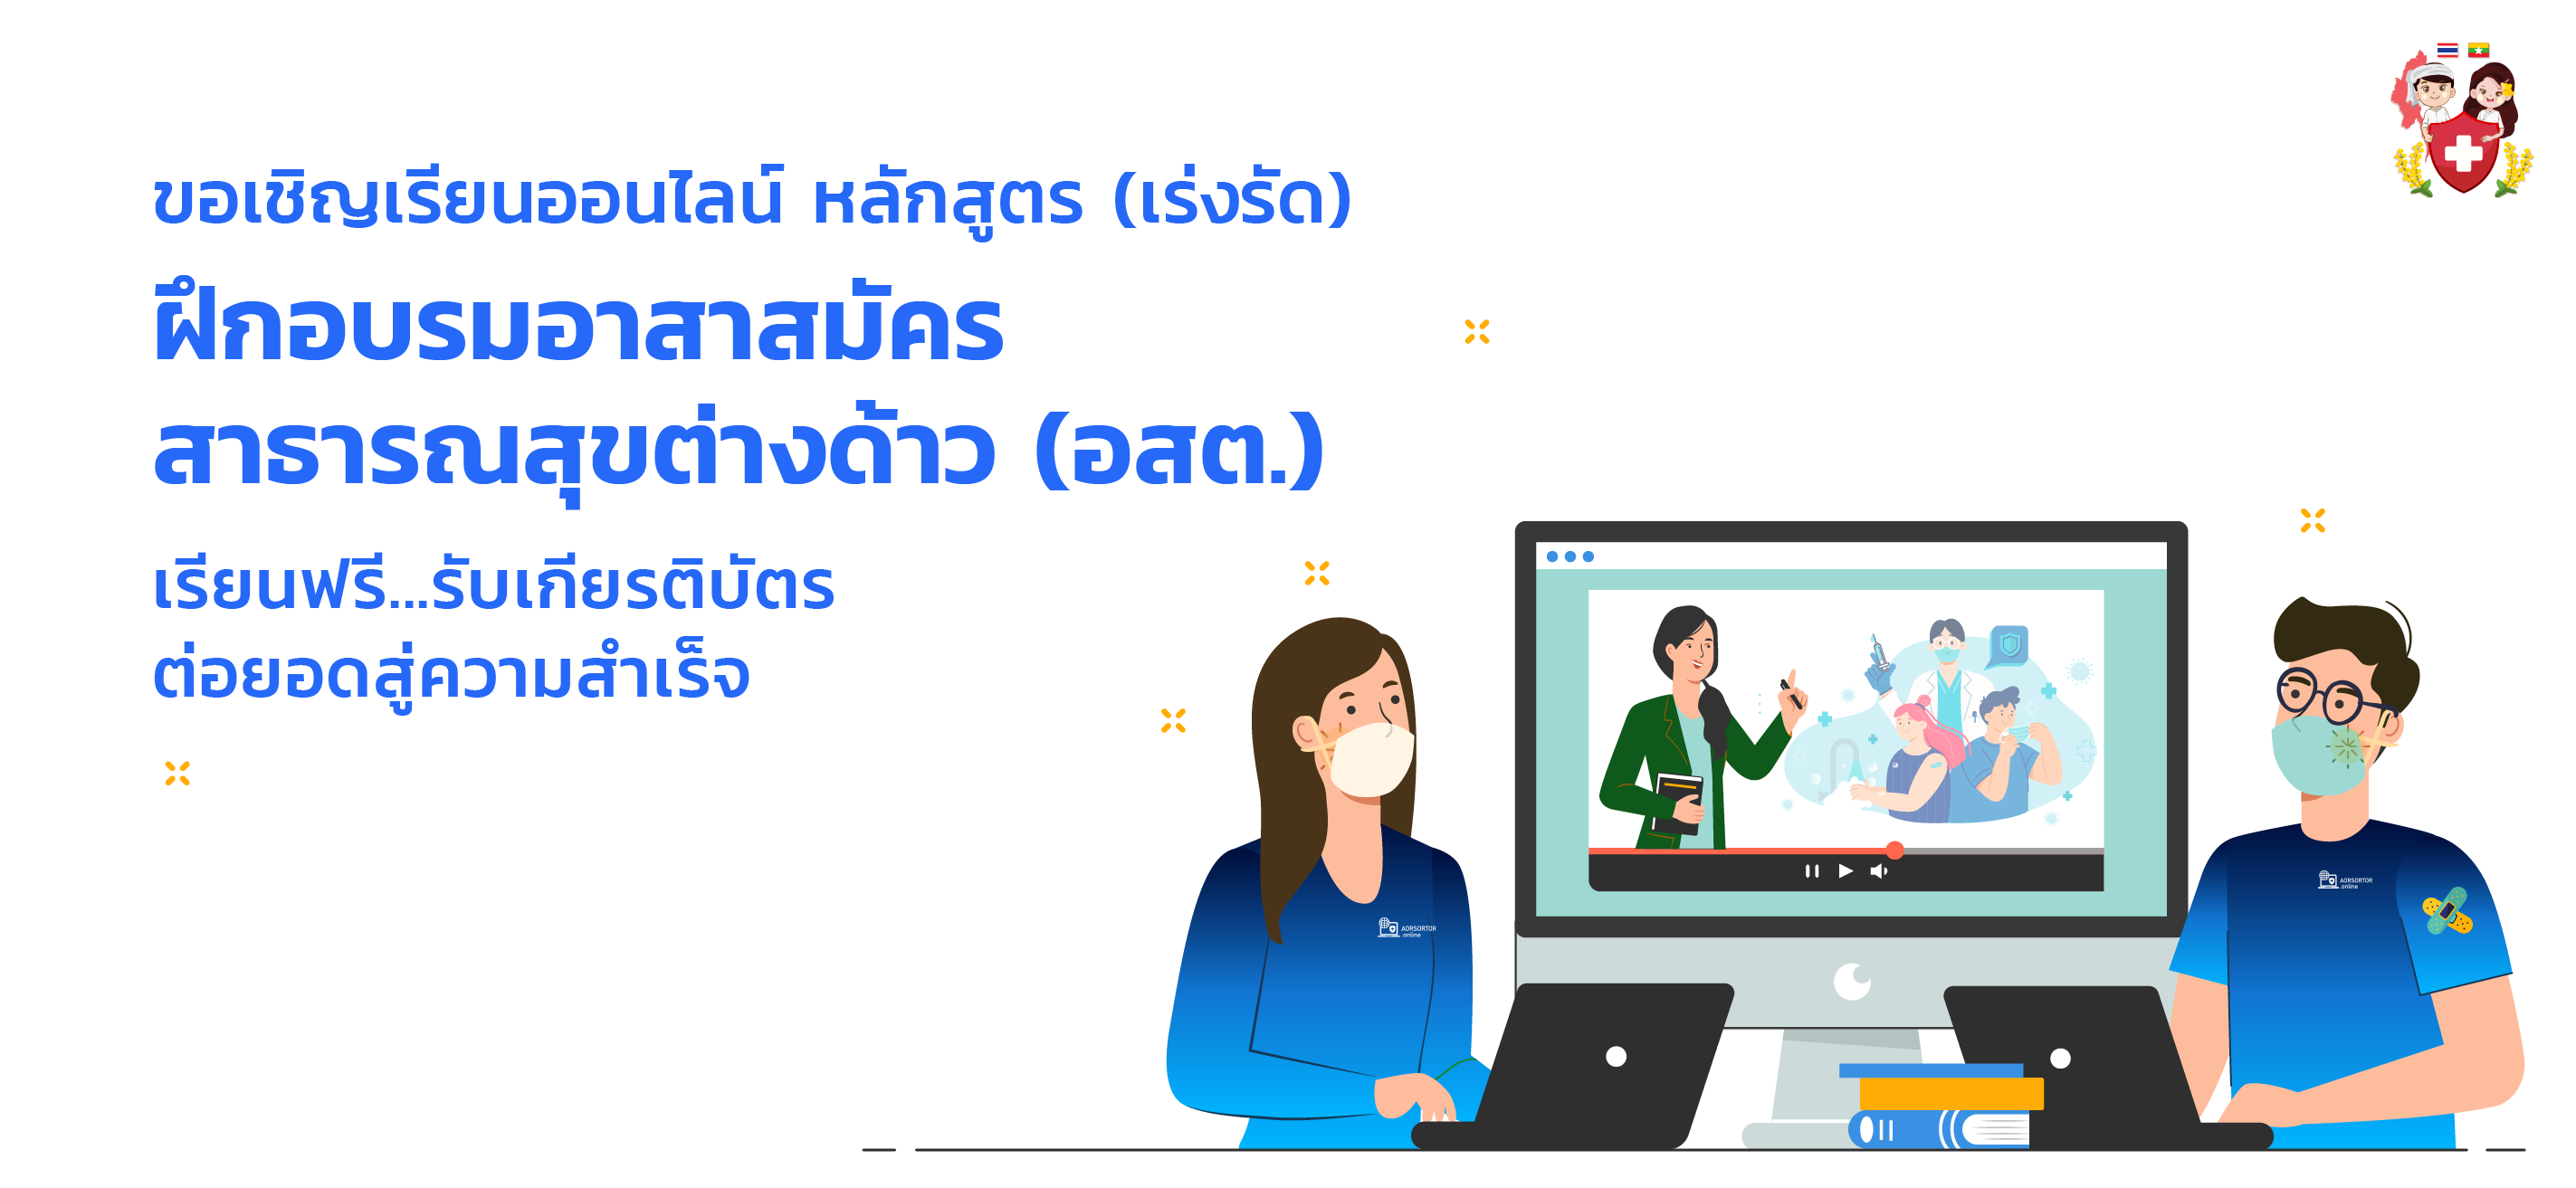 ขอเชิญเรียนออนไลน์ หลักสูตร (เร่งรัด)
ฝึกอบรมอาสาสมัคร
สาธารณสุขต่างด้าว (อสต.)
เรียนฟรี...รับเกียรติบัตร
ต่อยอดสู่ความสำเร็จ
AORSORTOR
online
AORSORTOR
online